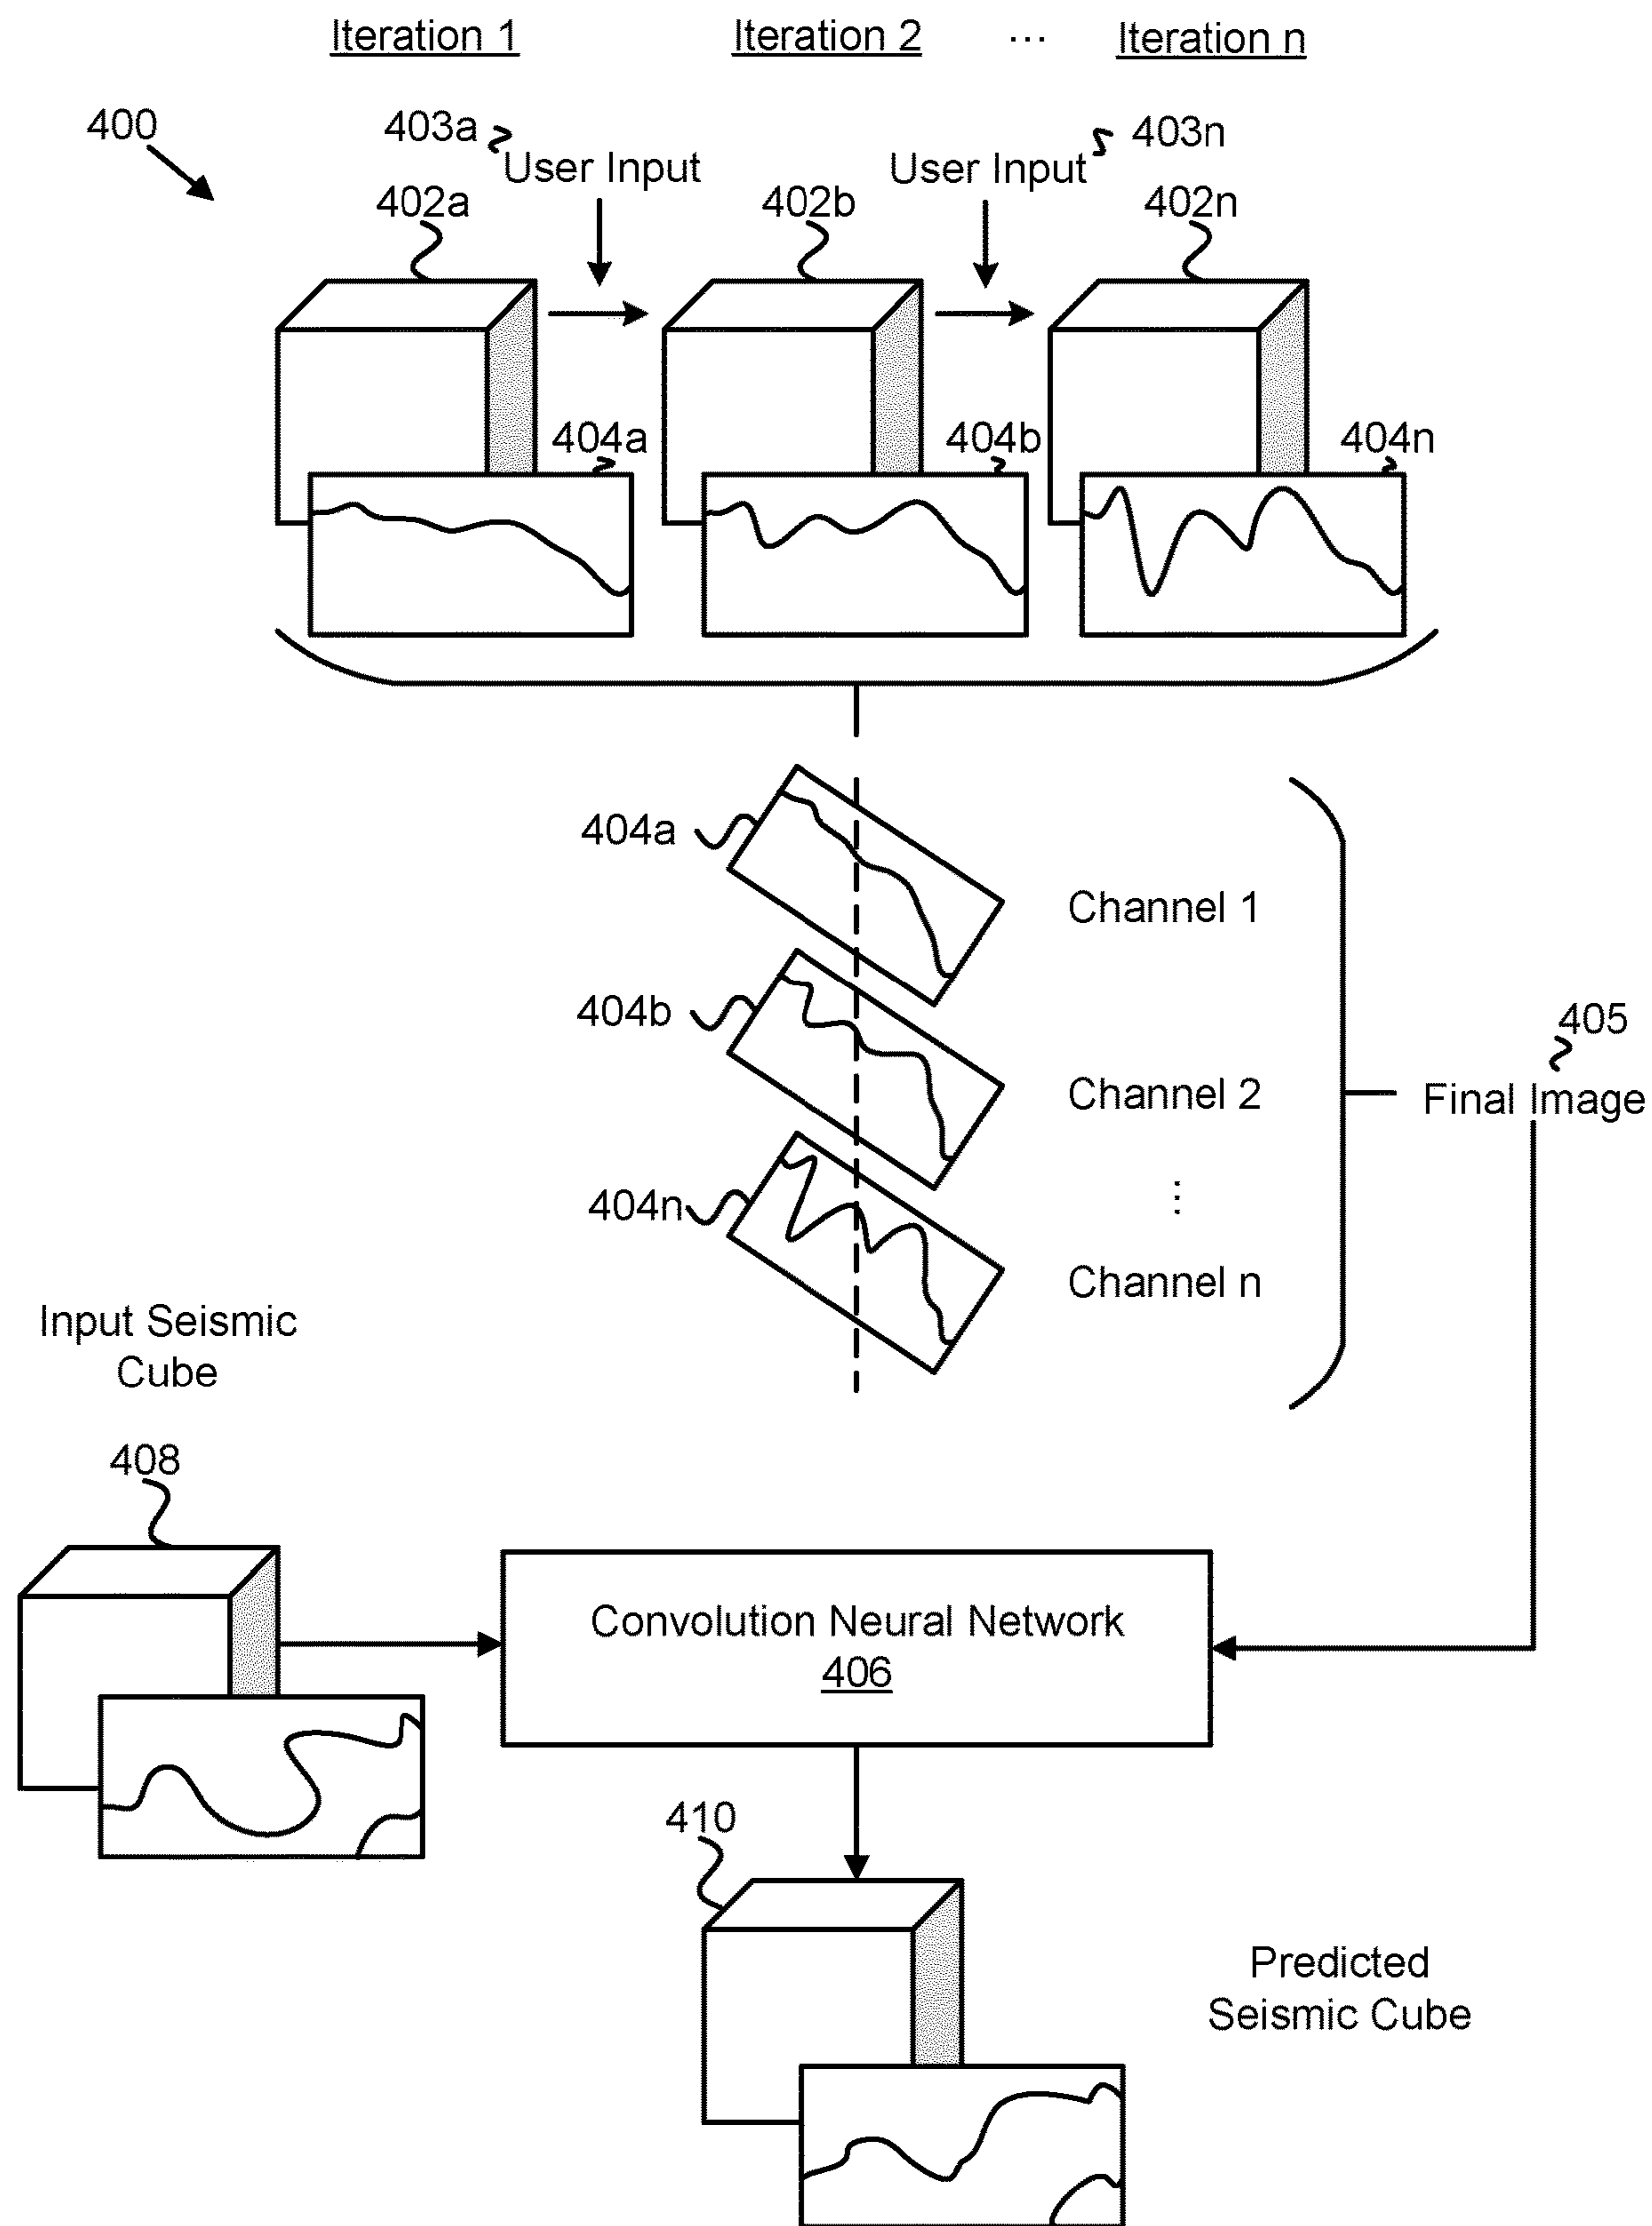 Iteration 1
Iteration 2
...
Iteration n
400
403a
403n
User Input
User Input
402a
402b
402n
404a
404b
404n
404a
Channel 1
404b
Channel 2
405
Final Image
...
404n
Channel n
Input Seismic
Cube
408
Convolution Neural Network
406
410
Predicted
Seismic Cube